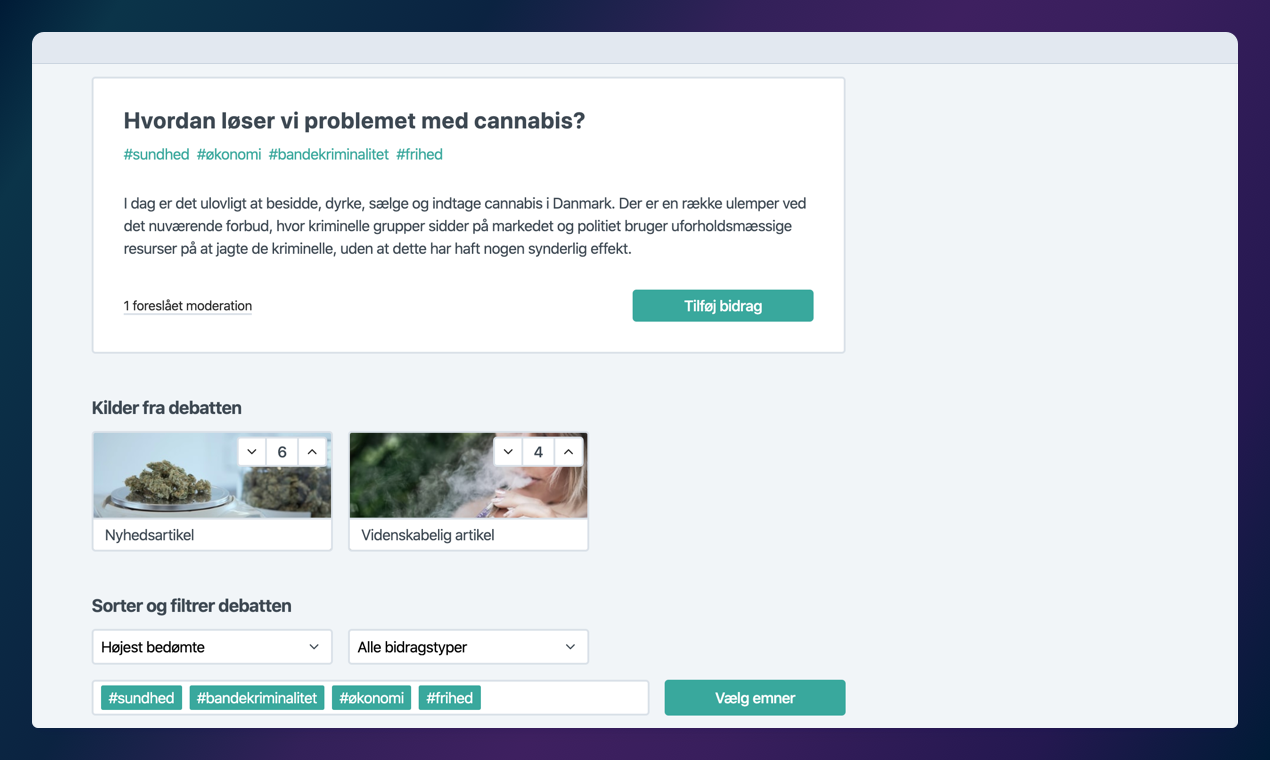 Hvordan løser vi problemet med cannabis?
#sundhed #økonomi #bandekriminalitet #frihed
I dag er det ulovligt at besidde, dyrke, sælge og indtage cannabis i Danmark. Der er en række ulemper ved
det nuværende forbud, hvor kriminelle grupper sidder på markedet og politiet bruger uforholdsmæssige
resurser på at jagte de kriminelle, uden at dette har haft nogen synderlig effekt.
1 foreslået moderation
Tilføj bidrag
Kilder fra debatten
6
4
Nyhedsartikel
Videnskabelig artikel
Sorter og filtrer debatten
Højest bedømte
Alle bidragstyper
#sundhed #bandekriminalitet #økonomi #frihed
Vælg emner